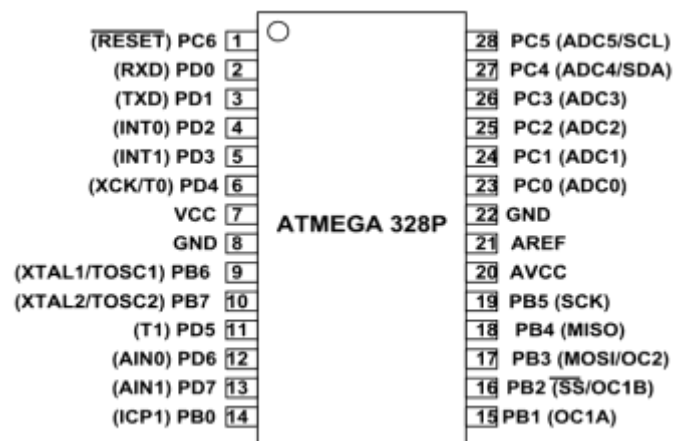 (RESET) PC6 1
(RXD) PD0 2
(TXD) PD1 3
(INT0) PD2 4
(INT1) PD3 5
(XCK/T0) PD4 6
VCC 7
GND 8
(XTAL1/TOSC1) PB6 9
(XTAL2/TOSC2) PB7 10
(T1) PD5 11
(AIN0) PD6 12
(AIN1) PD7 13
(ICP1) PB0 14
ATMEGA 328P
28 PC5 (ADC5/SCL)
27 PC4 (ADC4/SDA)
26 PC3 (ADC3)
25 PC2 (ADC2)
24 PC1 (ADC1)
23 PC0 (ADC0)
22 GND
21 AREF
20 AVCC
19 PB5 (SCK)
18 PB4 (MISO)
17 PB3 (MOSI/OC2)
16 PB2 (SS/OC1B)
15 PB1 (OC1A)